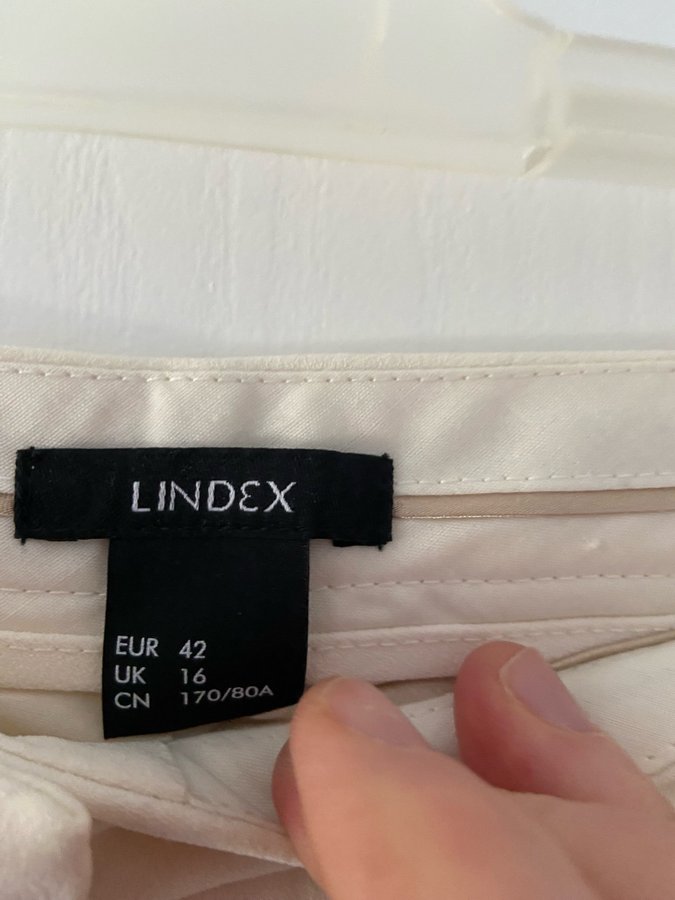 LINDEX
EUR 42
UK 16
CN 170/80A